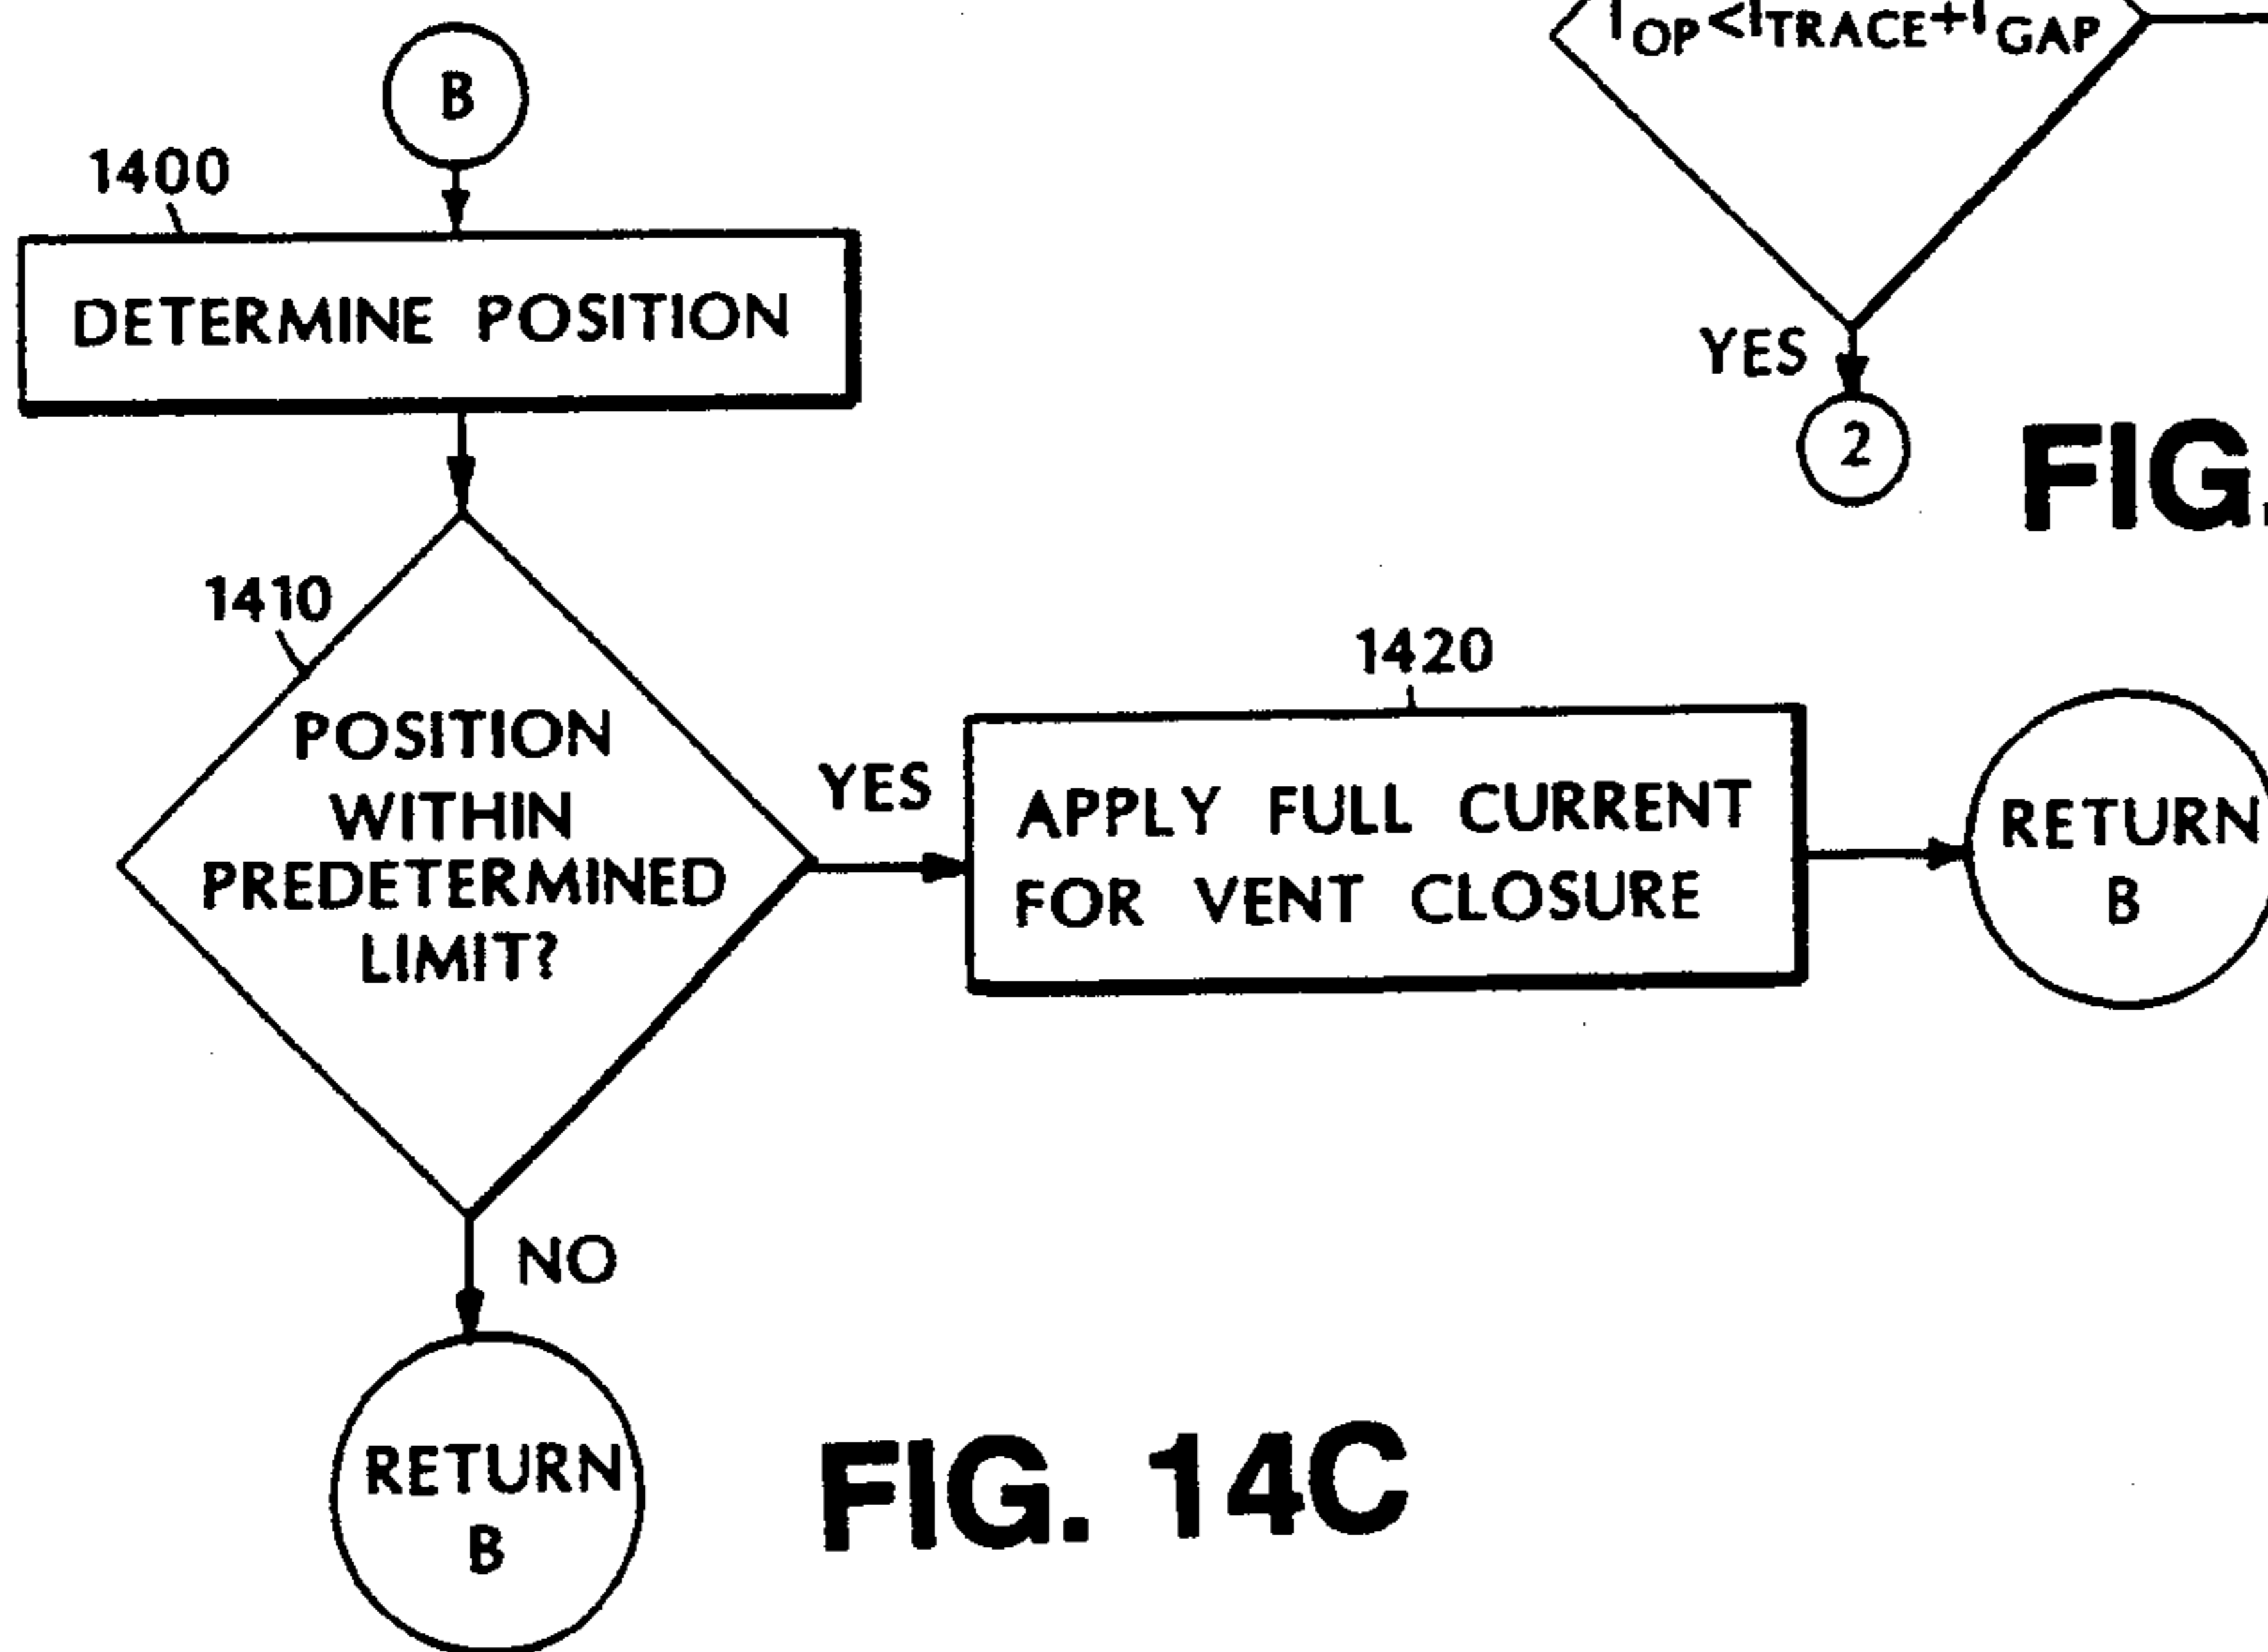 B
1400
DETERMINE POSITION
1410
POSITION
WITHIN
PREDETERMINED
LIMIT?
YES
1420
APPLY FULL CURRENT
FOR VENT CLOSURE
RETURN
B
NO
RETURN
B
FIG. 14C
OP<ITRACE+IGAP
YES
2
FIG.